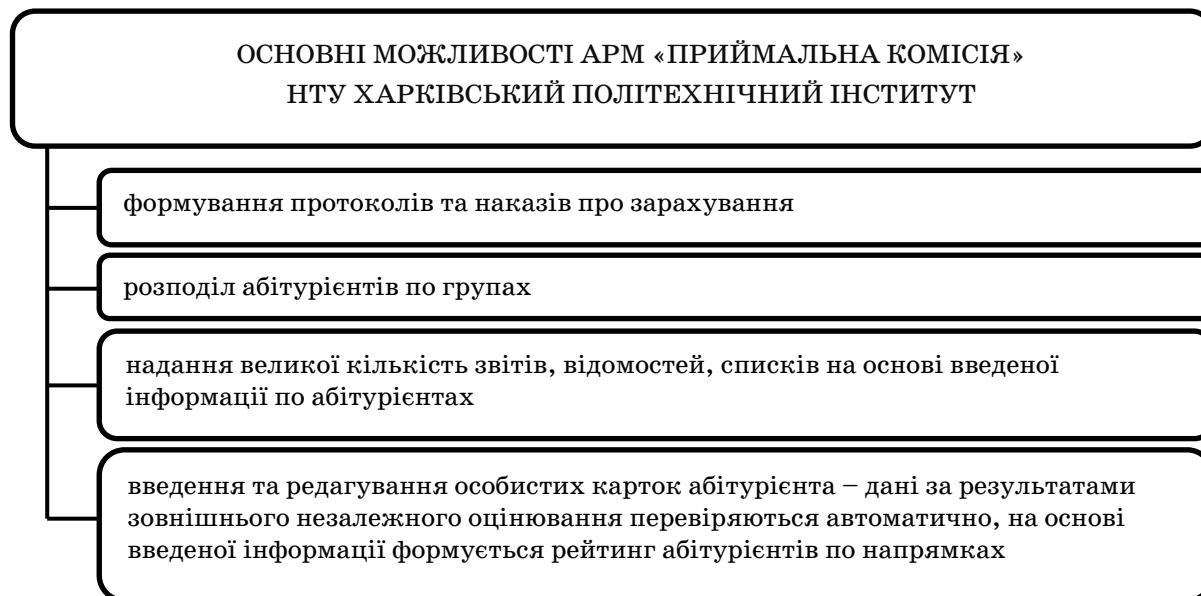 ОСНОВНІ МОЖЛИВОСТІ АРМ «ПРИЙМАЛЬНА КОМІСІЯ»
НТУ ХАРКІВСЬКИЙ ПОЛІТЕХНІЧНИЙ ІНСТИТУТ
формування протоколів та наказів про зарахування
розподіл абітурієнтів по групах
надання великої кількість звітів, відомостей, списків на основі введеної
інформації по абітурієнтах
введення та редагування особистих карток абітурієнта – дані за результатами
зовнішнього незалежного оцінювання перевіряються автоматично, на основі
введеної інформації формується рейтинг абітурієнтів по напрямках